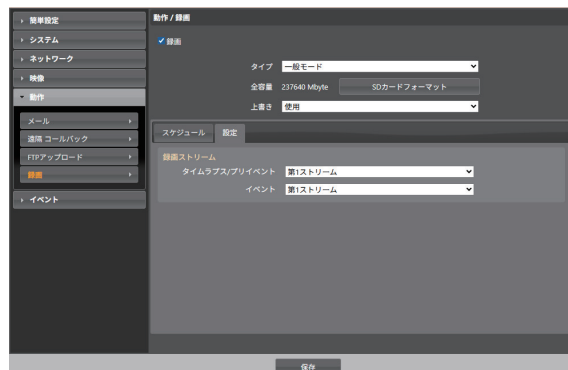 簡単設定
システム
ネットワーク
映像
動作
メール
遠隔 コールバック
FTPアップロード
録画
イベント
動作 / 録画
録画
タイプ 一般モード
全容量 237640 Mbyte SDカードフォーマット
上書き 使用
スケジュール 設定
録画ストリーム
タイムラプス/プリイベント 第1ストリーム
イベント 第1ストリーム
保存